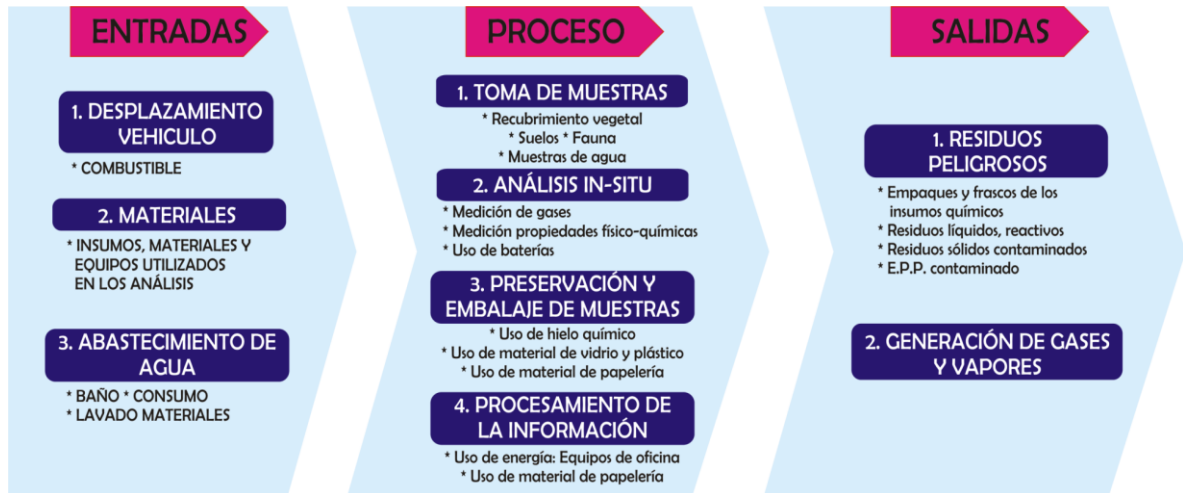 ENTRADAS
1. DESPLAZAMIENTO
VEHICULO
* COMBUSTIBLE
2. MATERIALES
* INSUMOS, MATERIALES Y
EQUIPOS UTILIZADOS
EN LOS ANÁLISIS
3. ABASTECIMIENTO DE
AGUA
* BAÑO * CONSUMO
* LAVADO MATERIALES
PROCESO
1. TOMA DE MUESTRAS
* Recubrimiento vegetal
* Suelos * Fauna
* Muestras de agua
2. ANÁLISIS IN-SITU
* Medición de gases
* Medición propiedades físico-químicas
* Uso de baterías
3. PRESERVACIÓN Y
EMBALAJE DE MUESTRAS
* Uso de hielo químico
* Uso de material de vidrio y plástico
* Uso de material de papelería
4. PROCESAMIENTO DE
LA INFORMACIÓN
* Uso de energía: Equipos de oficina
* Uso de material de papelería
SALIDAS
1. RESIDUOS
PELIGROSOS
* Empaques y frascos de los
insumos químicos
* Residuos líquidos, reactivos
* Residuos sólidos contaminados
* E.P.P. contaminado
2. GENERACIÓN DE GASES
Y VAPORES